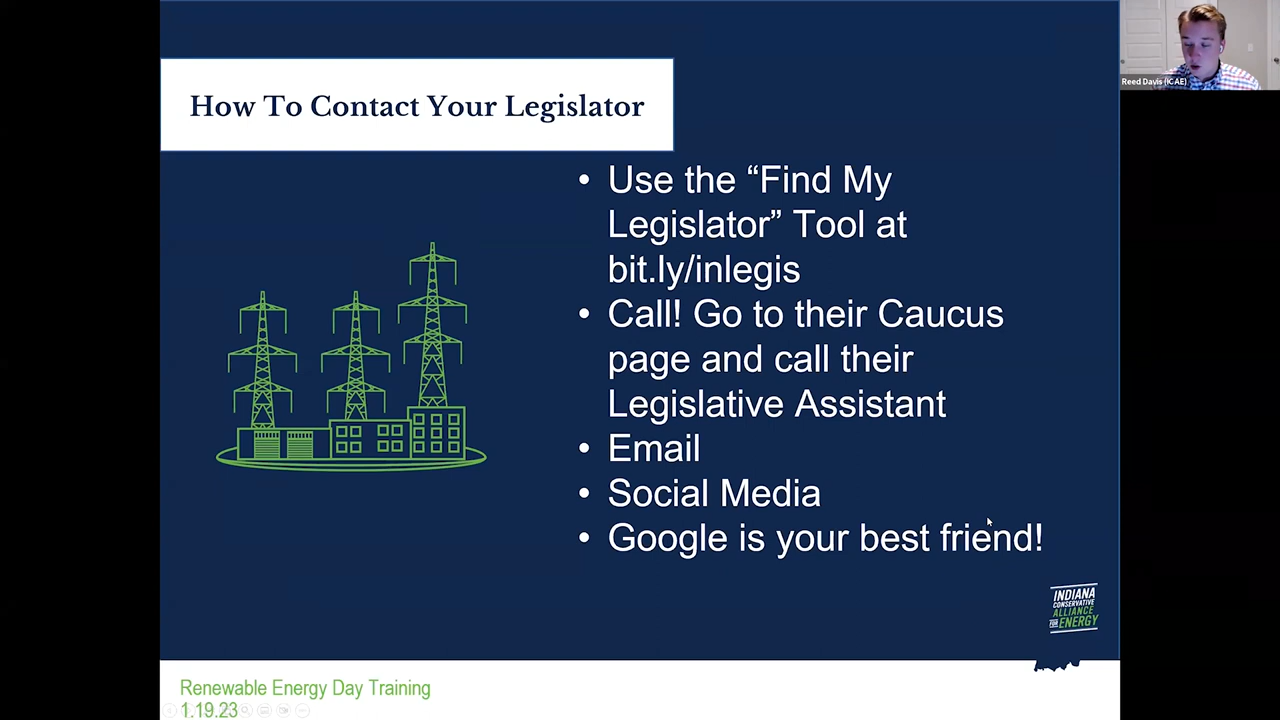 Reed Davis (ICAE)
How To Contact Your Legislator
• Use the “Find My
Legislator” Tool at
bit.ly/inlegis
• Call! Go to their Caucus
page and call their
Legislative Assistant
• Email
• Social Media
• Google is your best friend!
INDIANA
CONSERVATIVE
ALLIANCE
FOR ENERGY
Renewable Energy Day Training
1.19.23